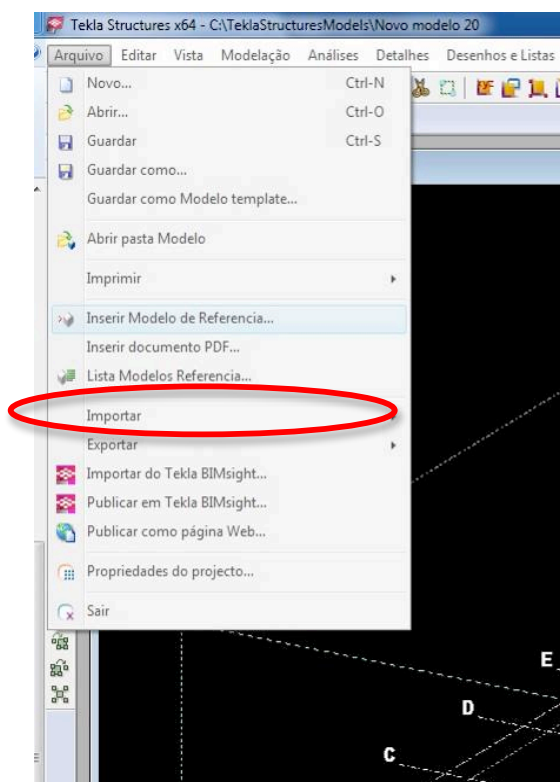 Tekla Structures x64 - C:\TeklaStructuresModels\Novo modelo 20
Arquivo Editar Vista Modelação Análises Detalhes Desenhos e Listas
Novo... Ctrl-N
Abrir... Ctrl-O
Guardar Ctrl-S
Guardar como...
Guardar como Modelo template...
Abrir pasta Modelo
Imprimir
Inserir Modelo de Referencia...
Inserir documento PDF...
Lista Modelos Referencia...
Importar
Exportar
Importar do Tekla BIMsight...
Publicar em Tekla BIMsight...
Publicar como página Web...
Propriedades do projecto...
Sair
E
D
C